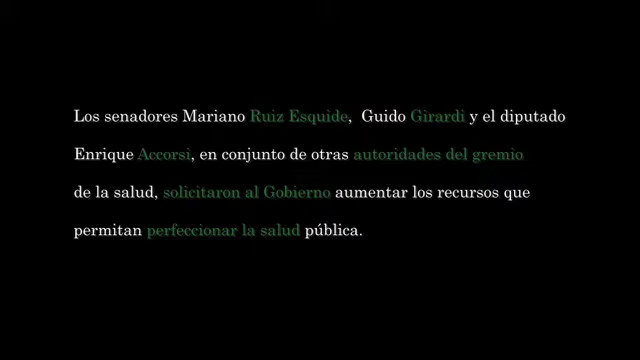 Los senadores Mariano Ruiz Esquide, Guido Girardi y el diputado
Enrique Accorsi, en conjunto de otras autoridades del gremio
de la salud, solicitaron al Gobierno aumentar los recursos que
permitan perfeccionar la salud pública.